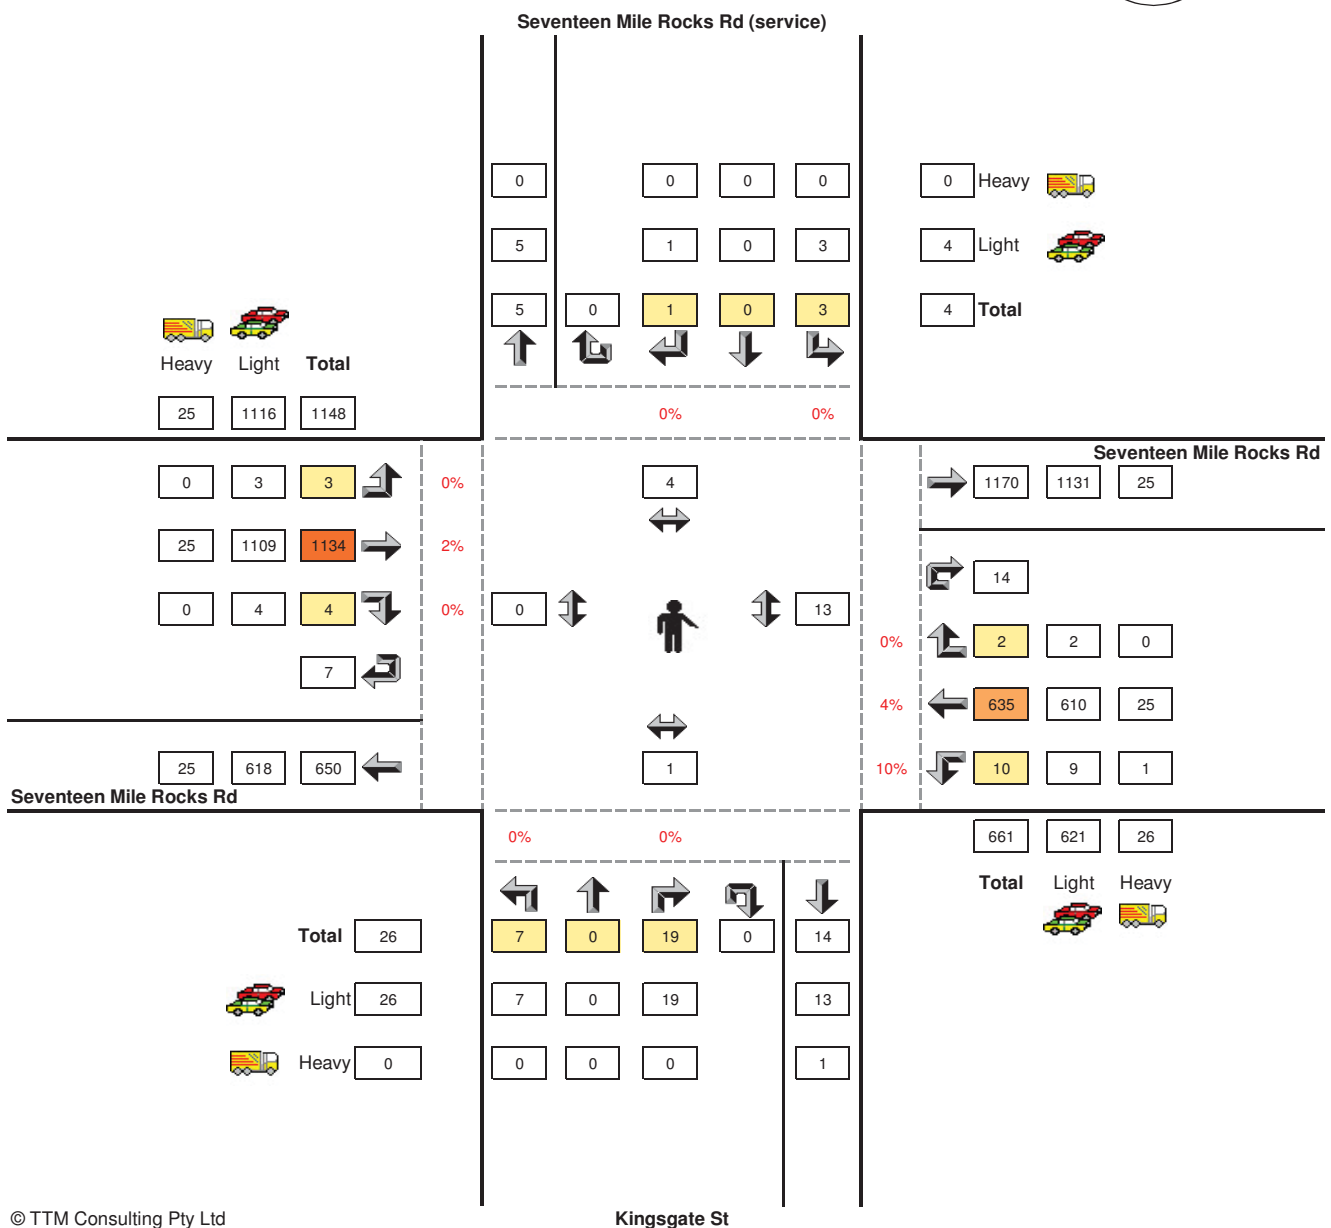 Seventeen Mile Rocks Rd (service)
0 0 0 0 0 Heavy
5 1 0 3 4 Light
5 0 1 0 3 4 Total
Heavy Light Total
25 1116 1148 0% 0%
Seventeen Mile Rocks Rd
0 3 3 0% 4 1170 1131 25
25 1109 1134 2%
14
0 4 4 0% 0 13
0% 2 2 0
7
4% 635 610 25
25 618 650 1 10% 10 9 1
Seventeen Mile Rocks Rd
0% 0% 661 621 26
Total Light Heavy
Total 26 7 0 19 0 14
Light 26 7 0 19 13
Heavy 0 0 0 0 1
© TTM Consulting Pty Ltd Kingsgate St